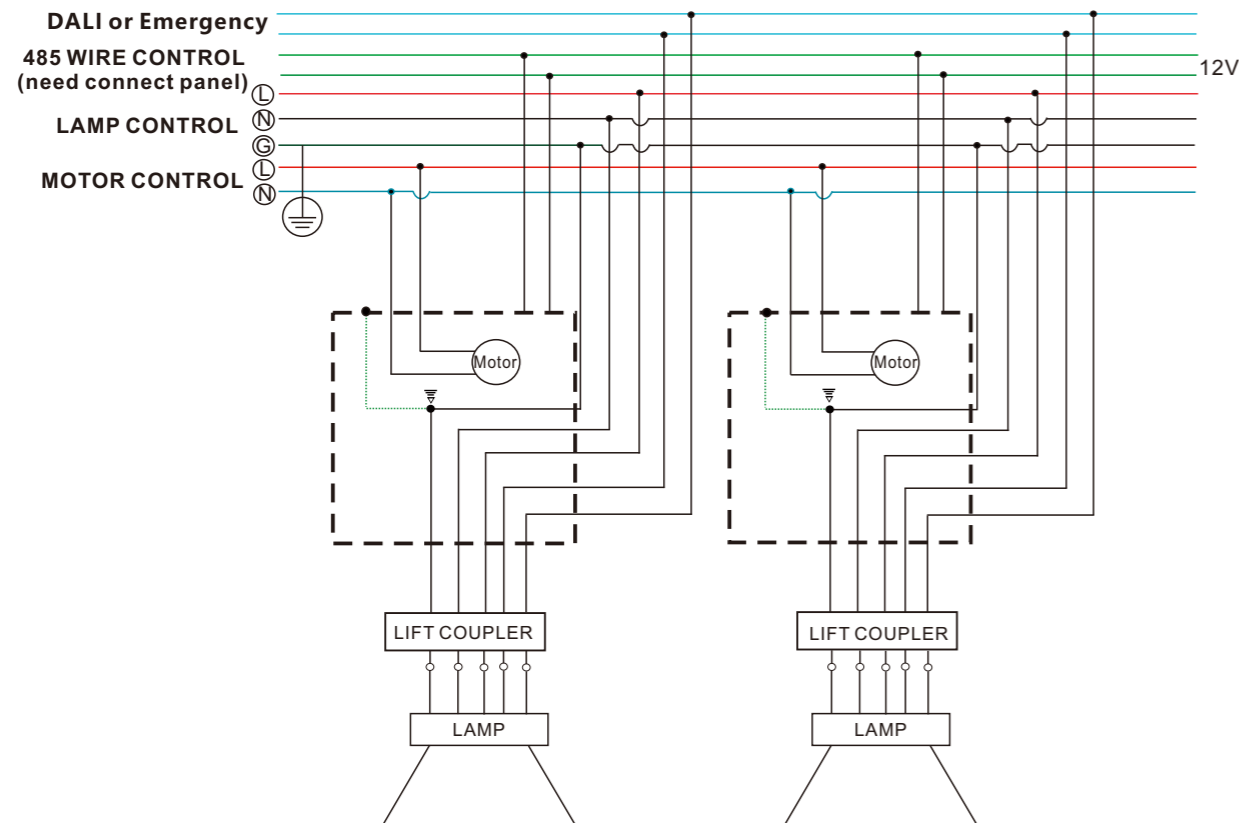 DALI or Emergency
485 WIRE CONTROL
(need connect panel)
12V
L
N
LAMP CONTROL
G
L
MOTOR CONTROL
N
Motor
Motor
LIFT COUPLER
LIFT COUPLER
LAMP
LAMP